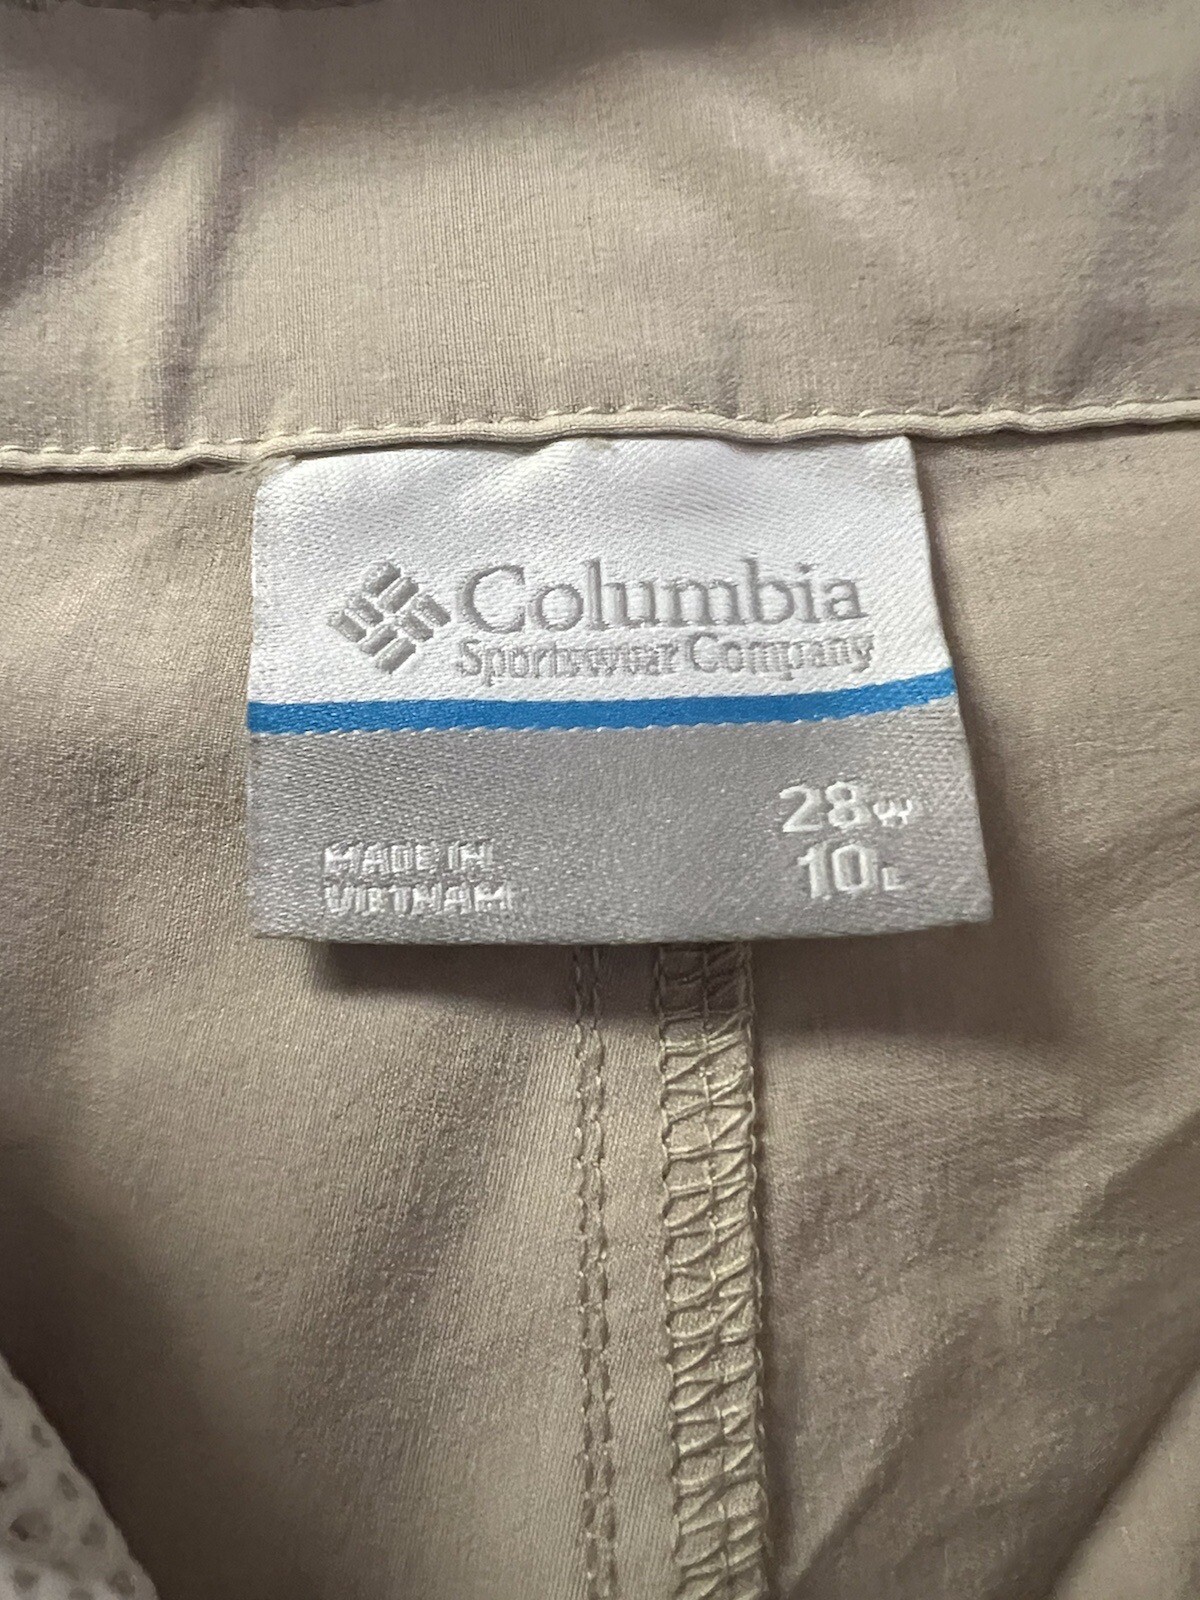 Columbia
Sportswear Company
28W
10L
MADE IN
VIETNAM